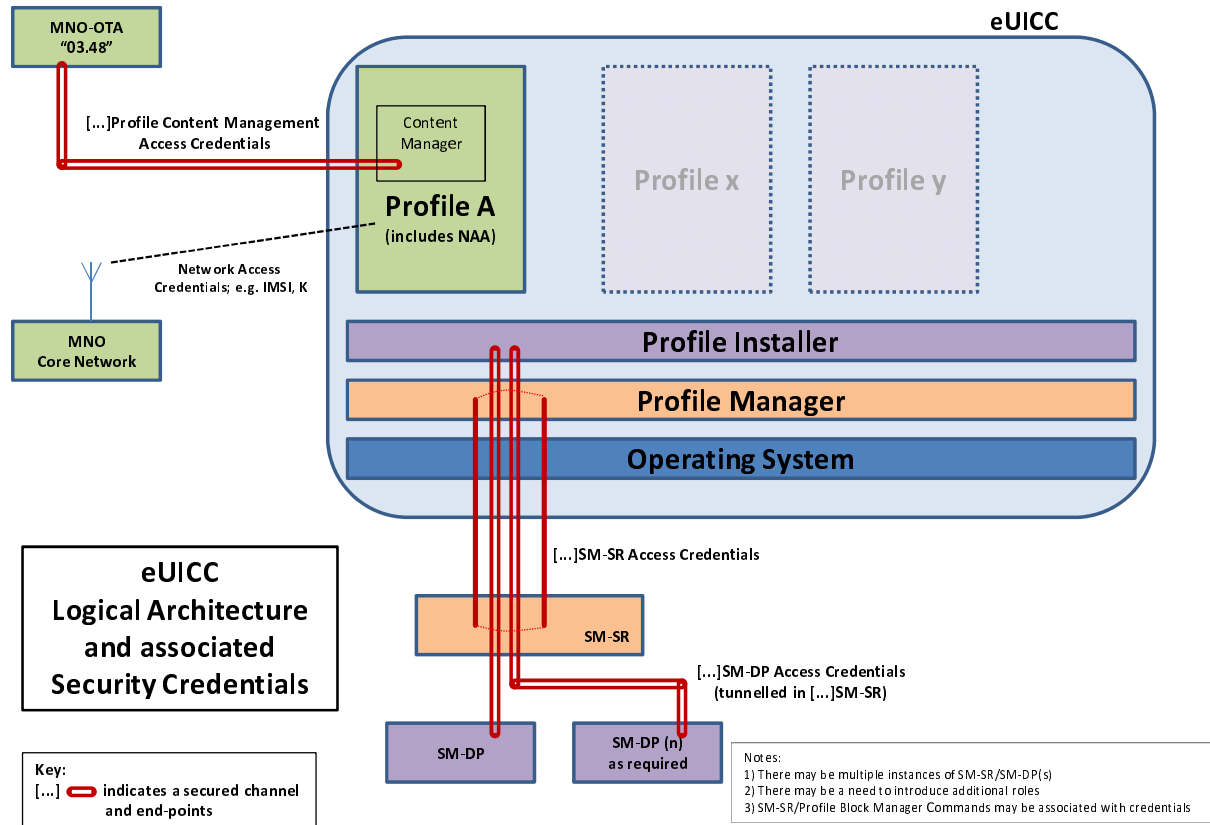 eUICC
MNO-OTA
“03.48”
[...]Profile Content Management
Access Credentials
Content
Manager
Profile A
(includes NAA)
Profile x
Profile y
Network Access
Credentials; e.g. IMSI, K
MNO
Core Network
Profile Installer
Profile Manager
Operating System
[...]SM-SR Access Credentials
eUICC
Logical Architecture
and associated
Security Credentials
SM-SR
[...]SM-DP Access Credentials
(tunnelled in [...]SM-SR)
SM-DP
SM-DP (n)
as required
Key:
[...] indicates a secured channel
and end-points
Notes:
1) There may be multiple instances of SM-SR/SM-DP(s)
2) There may be a need to introduce additional roles
3) SM-SR/Profile Block Manager Commands may be associated with credentials